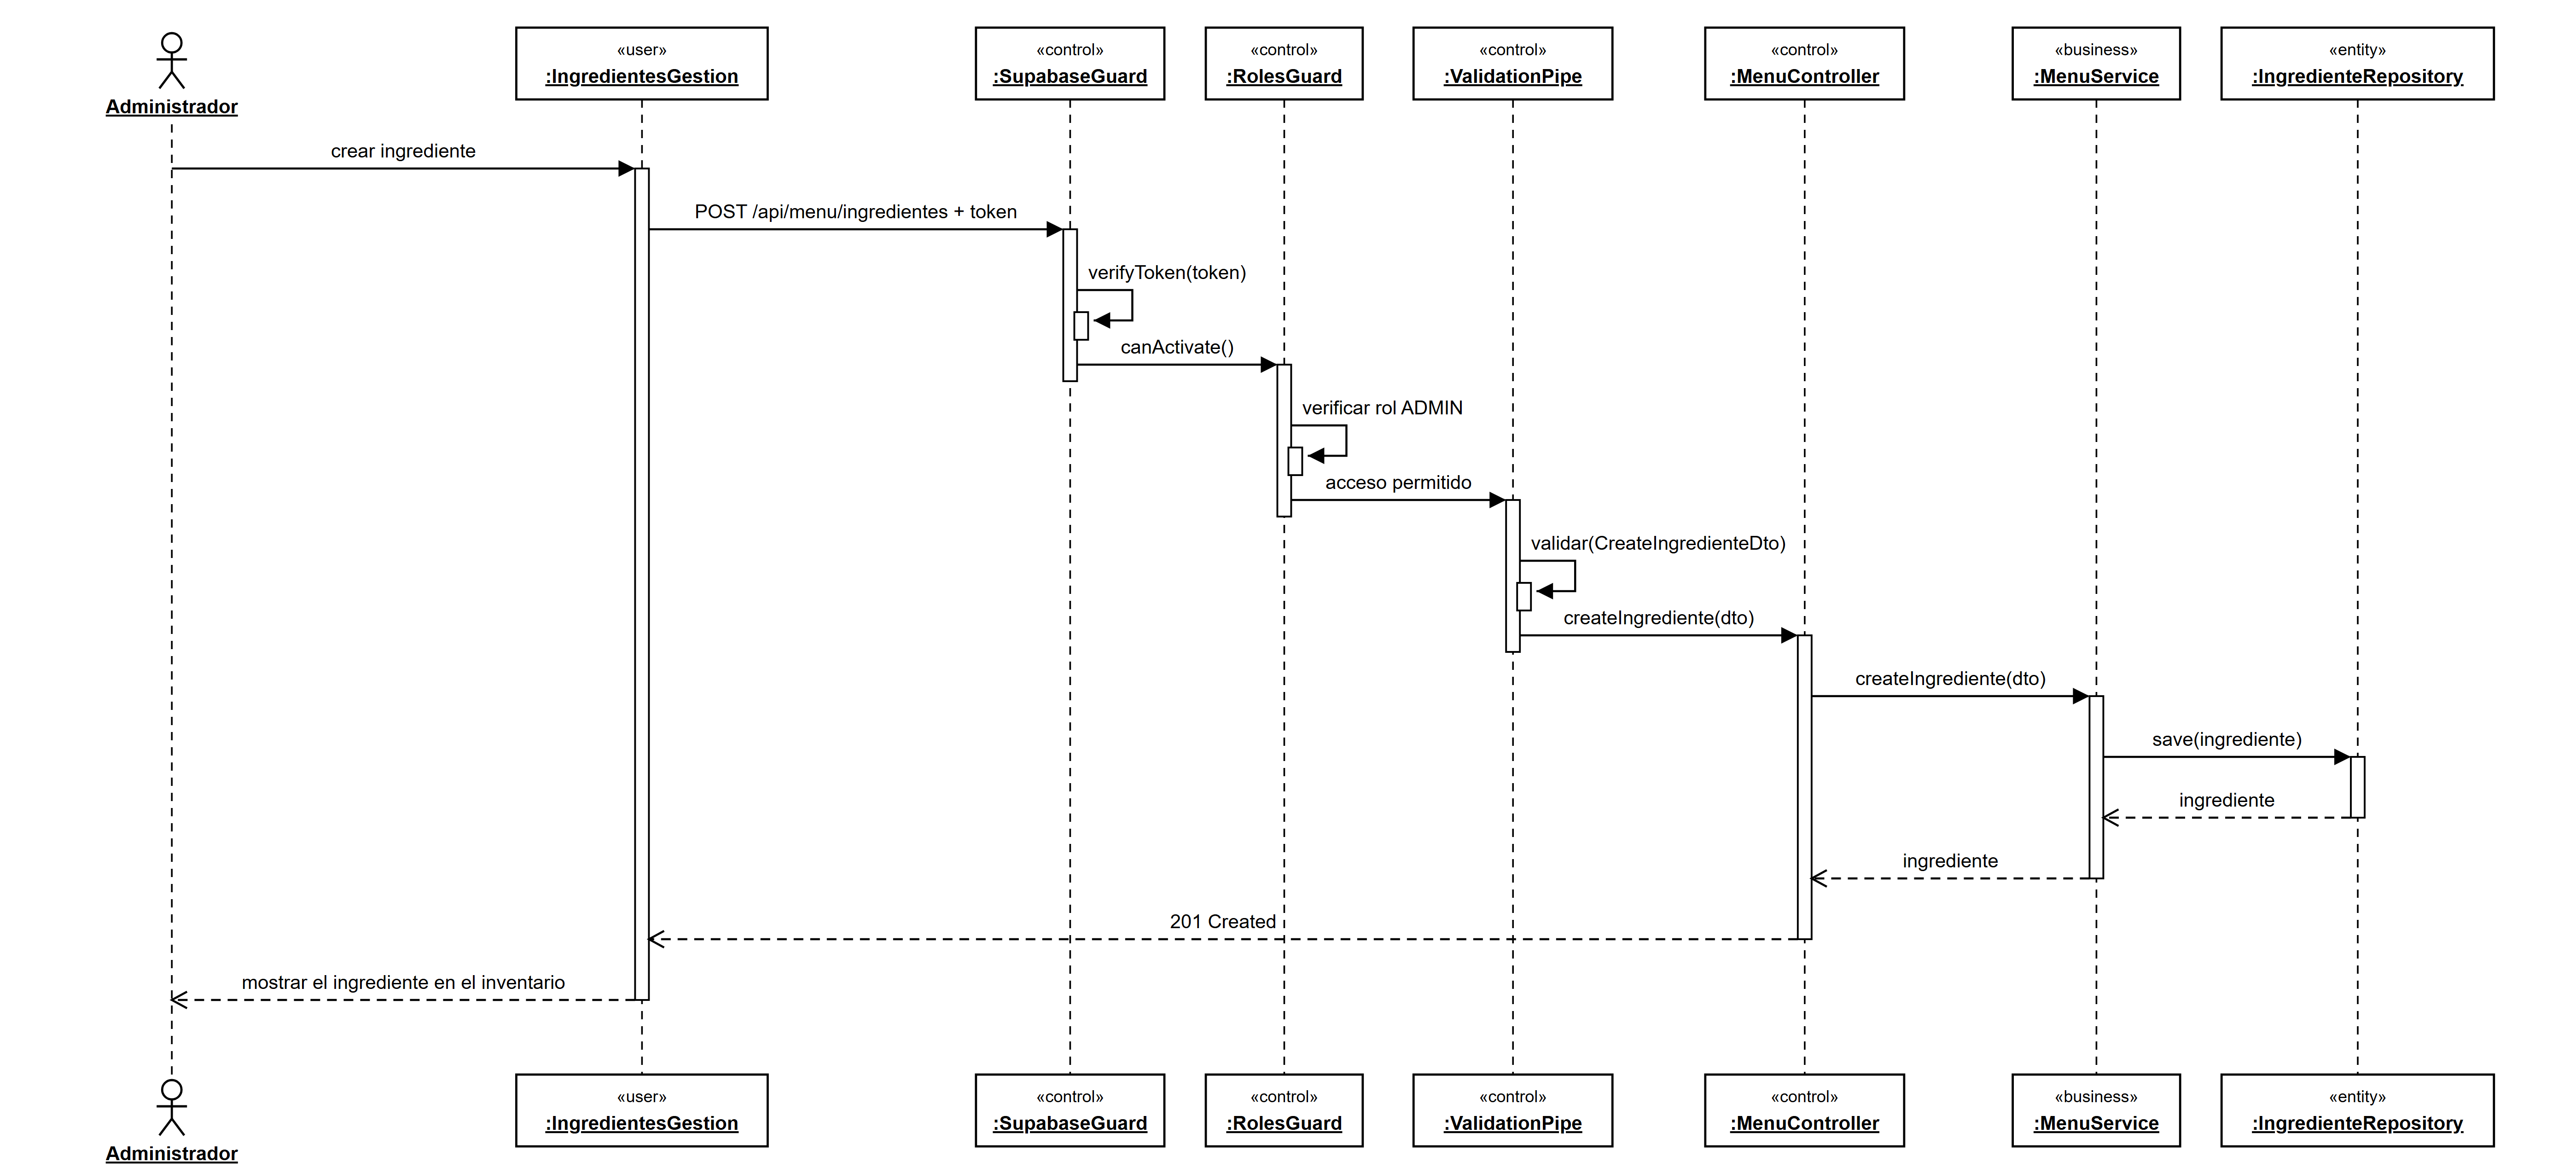 «user»
«control»
«control»
«control»
«control»
«business»
«entity»
:IngredientesGestion
:SupabaseGuard
:RolesGuard
:ValidationPipe
:MenuController
:MenuService
:IngredienteRepository
Administrador
crear ingrediente
POST /api/menu/ingredientes + token
verifyToken(token)
canActivate()
verificar rol ADMIN
acceso permitido
validar(CreateIngredienteDto)
createIngrediente(dto)
createIngrediente(dto)
save(ingrediente)
ingrediente
ingrediente
201 Created
mostrar el ingrediente en el inventario
«user»
«control»
«control»
«control»
«control»
«business»
«entity»
:IngredientesGestion
:SupabaseGuard
:RolesGuard
:ValidationPipe
:MenuController
:MenuService
:IngredienteRepository
Administrador